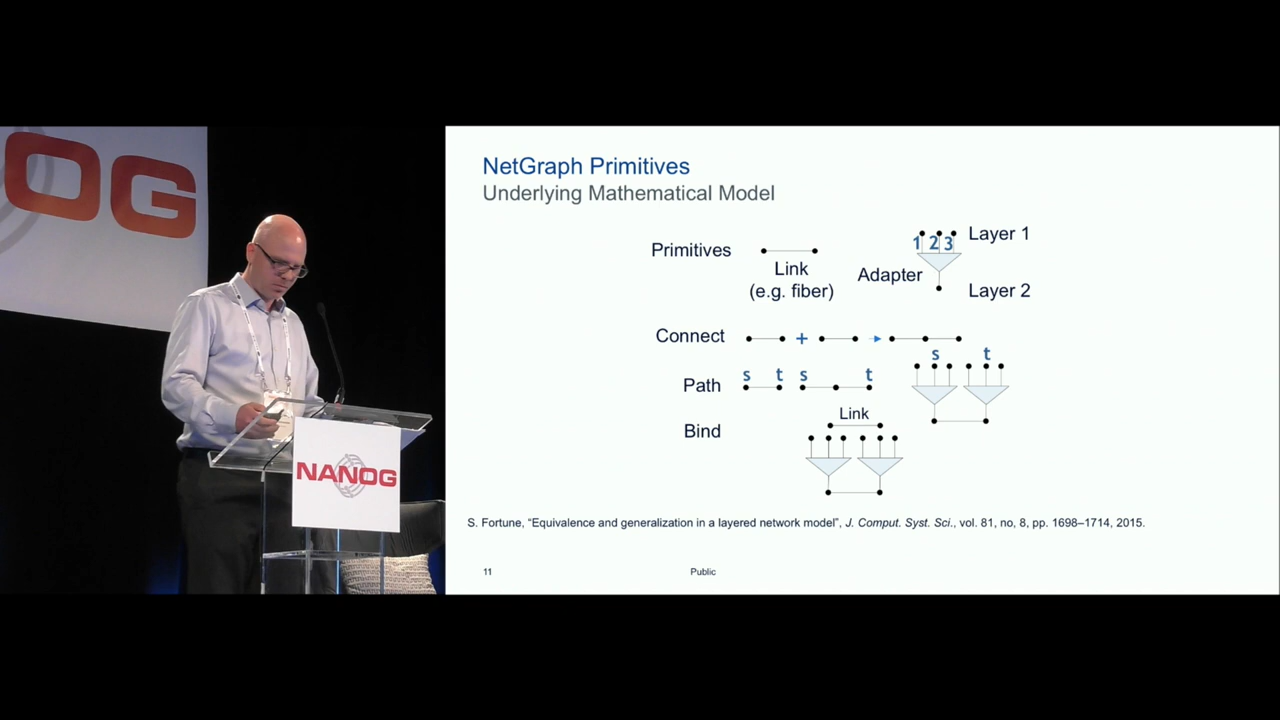 OG
NANOG
NetGraph Primitives
Underlying Mathematical Model
Primitives
Link
(e.g. fiber)
Adapter
1 2 3
Layer 1
Layer 2
Connect
+
Path
s t s t
s t
Bind
Link
S. Fortune, “Equivalence and generalization in a layered network model”, J. Comput. Syst. Sci., vol. 81, no, 8, pp. 1698–1714, 2015.
11
Public